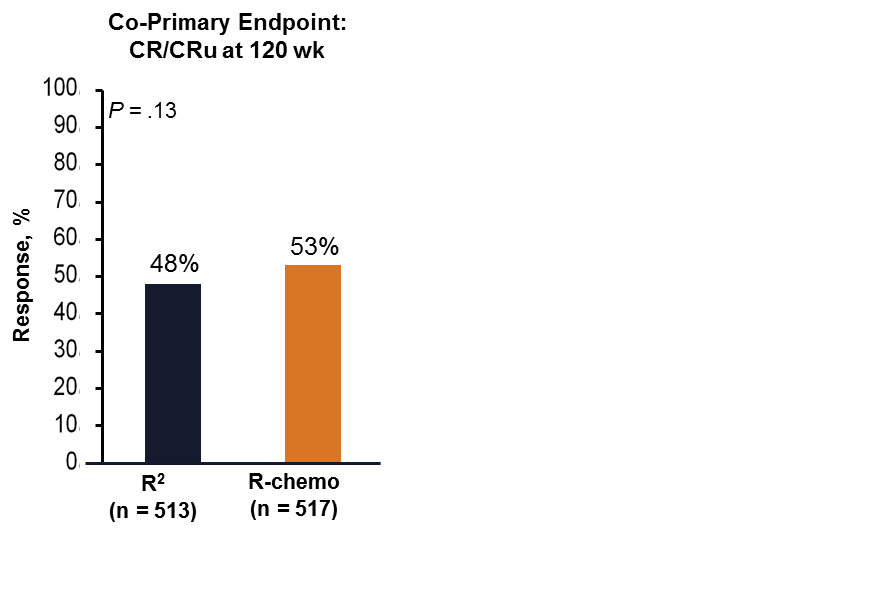 Co-Primary Endpoint:
CR/CRu at 120 wk
100
P = .13
90
80
70
60
50
40
30
20
10
0
Response, %
48%
53%
R²
(n = 513)
R-chemo
(n = 517)